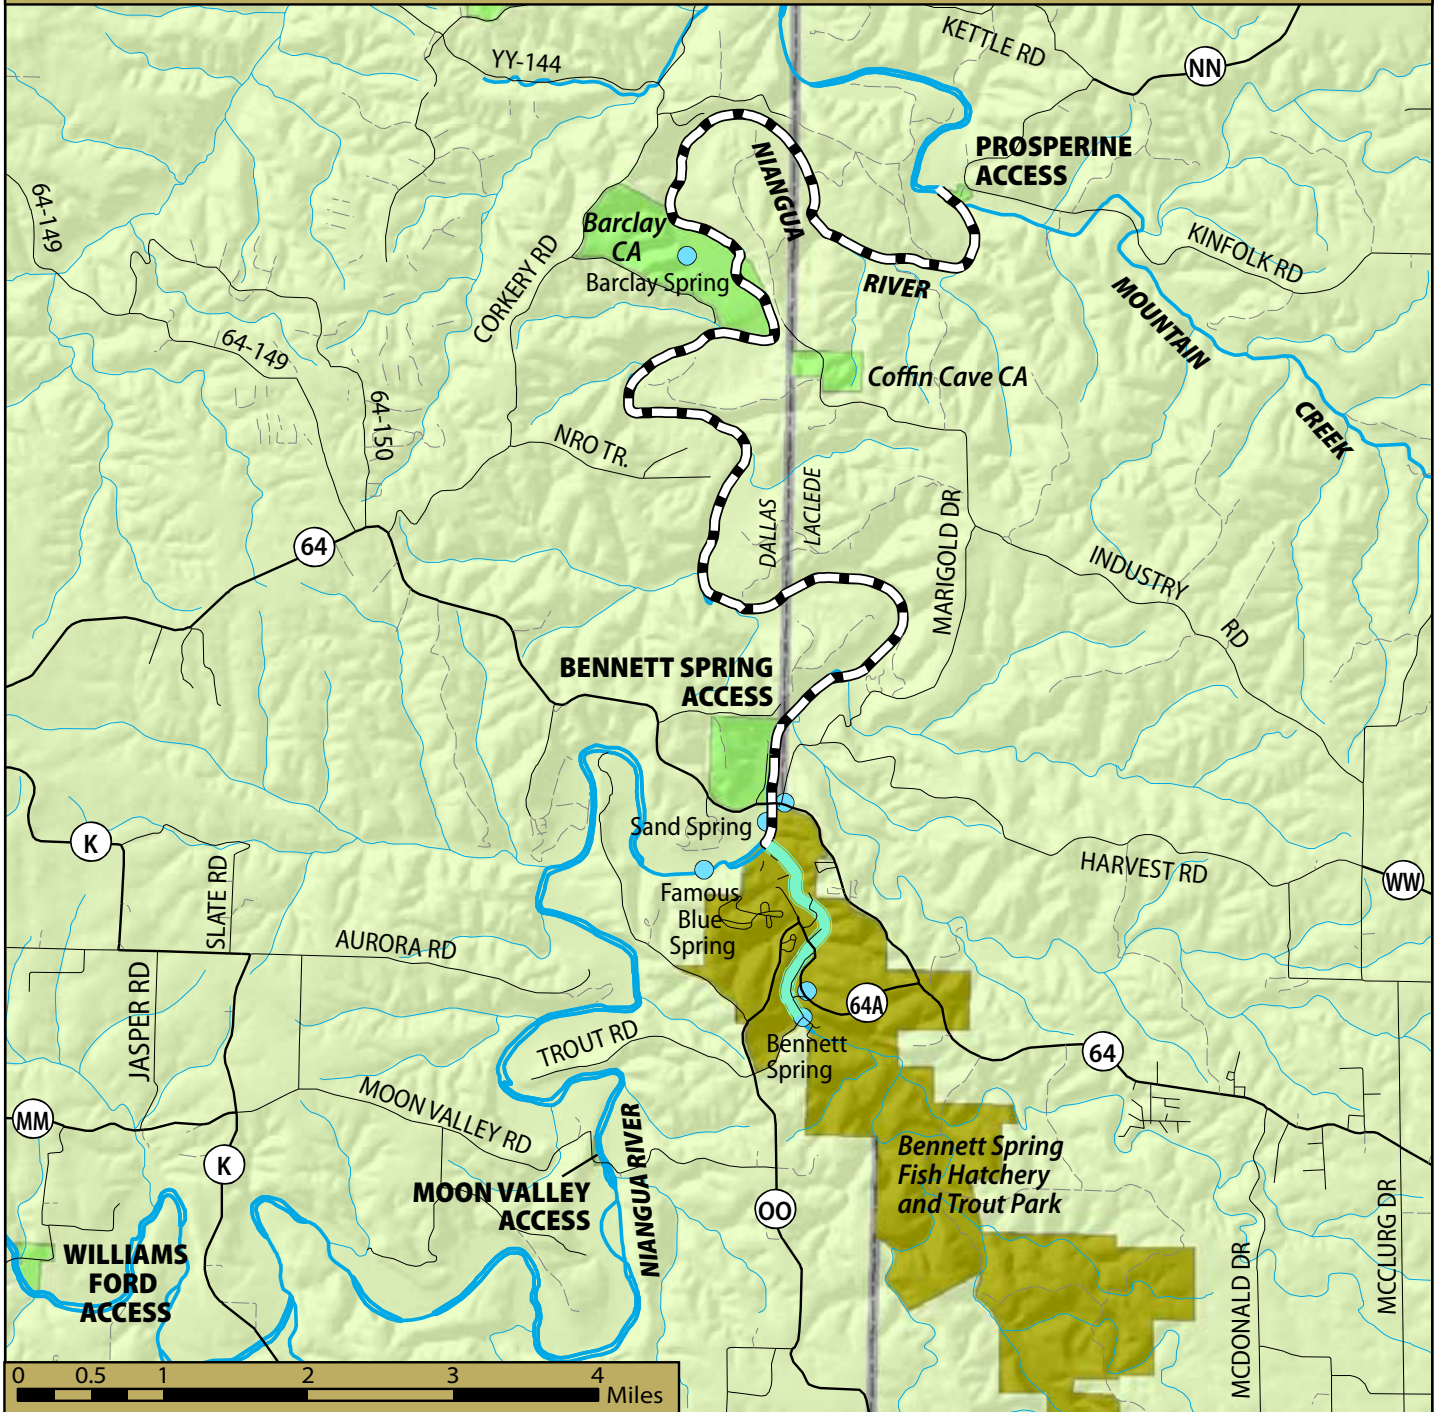 KETTLE RD
NN
YY-144
PROSPERINE
ACCESS
NIANGUA
64-149
Barclay
CA
Barclay Spring
CORKERY RD
RIVER
KINFOLK RD
MOUNTAIN
64-149
Coffin Cave CA
64-150
CREEK
NRO TR.
DALLAS
LACLEDE
MARIGOLD DR
64
INDUSTRY
RD
BENNETT SPRING
ACCESS
Sand Spring
K
HARVEST RD
WW
SLATE RD
Famous
Blue
Spring
AURORA RD
JASPER RD
64A
TROUT RD
Bennett
Spring
64
MOON VALLEY RD
MM
NIANGUA RIVER
Bennett Spring
Fish Hatchery
and Trout Park
K
MOON VALLEY
ACCESS
OO
MCCLURG DR
MCDONALD DR
WILLIAMS
FORD
ACCESS
0 0.5 1 2 3 4
Miles